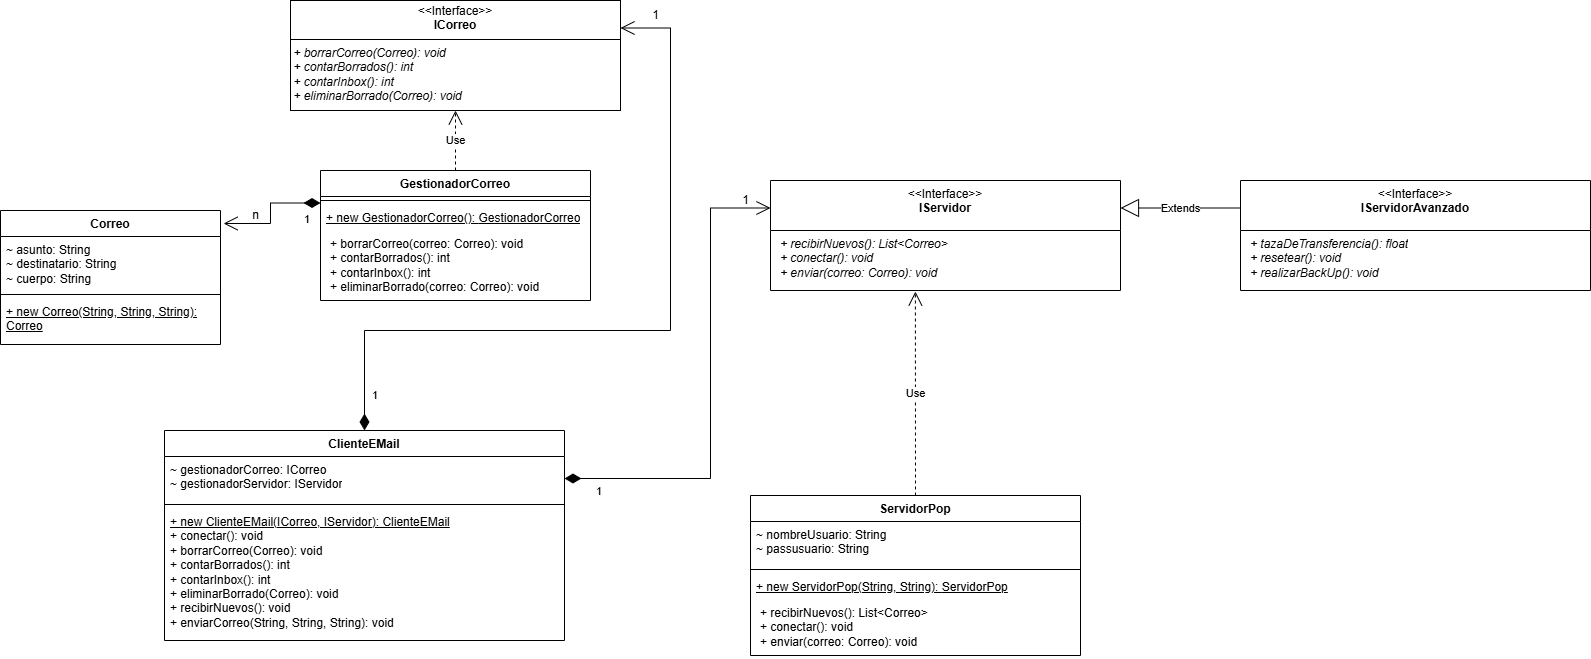 <<Interface>>
ICorreo
+ borrarCorreo(Correo): void
+ contarBorrados(): int
+ contarInbox(): int
+ eliminarBorrado(Correo): void
1
Use
GestionadorCorreo
+ new GestionadorCorreo(): GestionadorCorreo
+ borrarCorreo(correo: Correo): void
+ contarBorrados(): int
+ contarInbox(): int
+ eliminarBorrado(correo: Correo): void
n
1
Correo
~ asunto: String
~ destinatario: String
~ cuerpo: String
+ new Correo(String, String, String):
Correo
<<Interface>>
IServidor
+ recibirNuevos(): List<Correo>
+ conectar(): void
+ enviar(correo: Correo): void
1
Extends
<<Interface>>
IServidorAvanzado
+ tazaDeTransferencia(): float
+ resetear(): void
+ realizarBackUp(): void
Use
1
ClienteEMail
~ gestionadorCorreo: ICorreo
~ gestionadorServidor: IServidor
+ new ClienteEMail(ICorreo, IServidor): ClienteEMail
+ conectar(): void
+ borrarCorreo(Correo): void
+ contarBorrados(): int
+ contarInbox(): int
+ eliminarBorrado(Correo): void
+ recibirNuevos(): void
+ enviarCorreo(String, String, String): void
1
ServidorPop
~ nombreUsuario: String
~ passusuario: String
+ new ServidorPop(String, String): ServidorPop
+ recibirNuevos(): List<Correo>
+ conectar(): void
+ enviar(correo: Correo): void